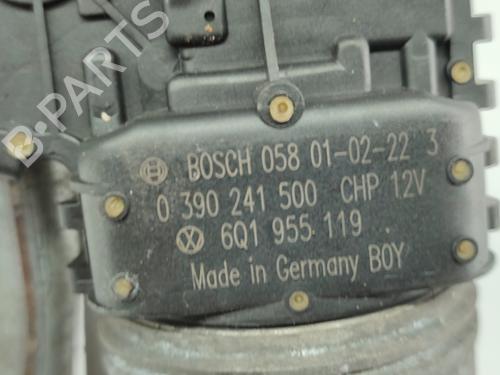 BOSCH 058 01-02-22 3
0 390 241 500 CHP 12V
6Q1 955 119
Made in Germany BOY